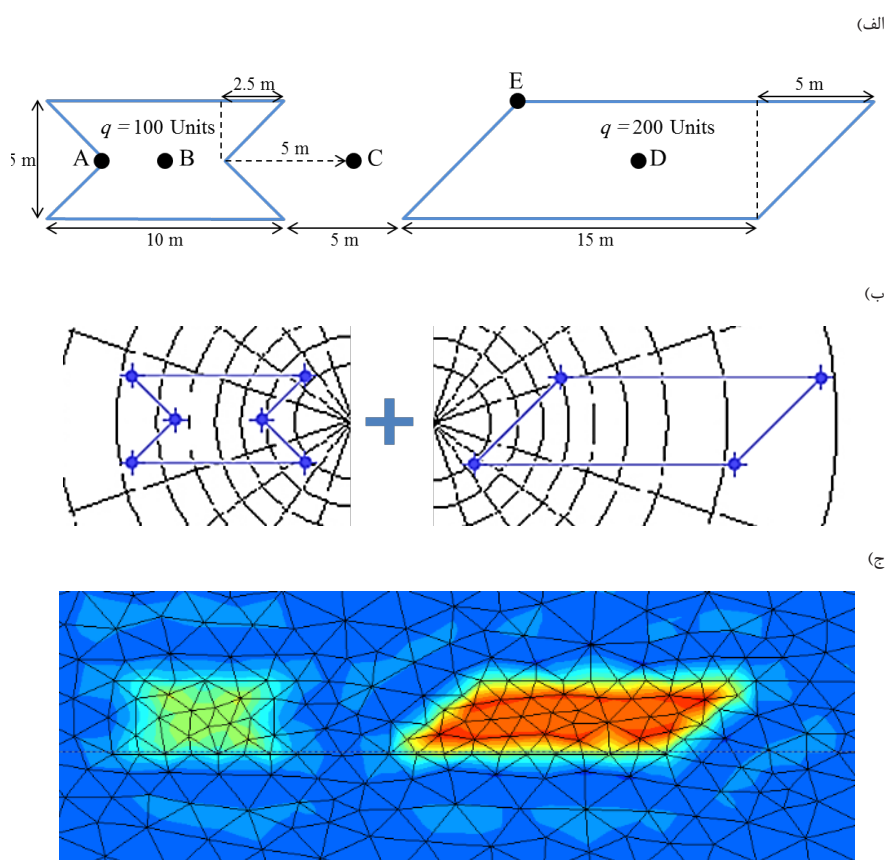 الف)
2.5 m
5 m
E
q = 100 Units
q = 200 Units
5 m
5 m
A
B
C
D
10 m
5 m
15 m
ب)
ج)